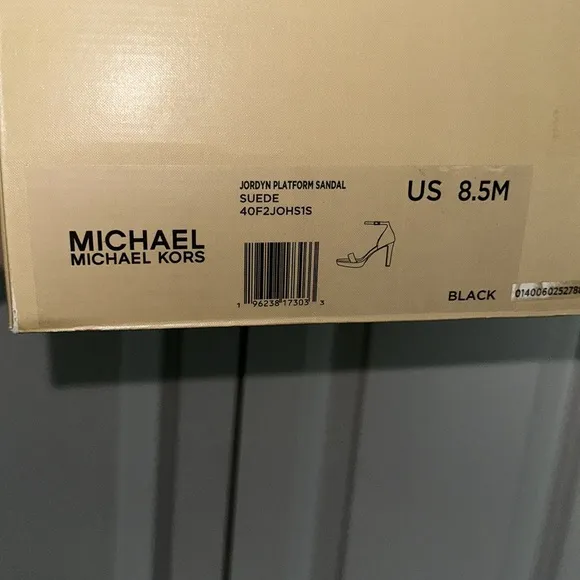 JORDYN PLATFORM SANDAL
SUEDE
40F2JOHS1S
US 8.5M
MICHAEL
MICHAEL KORS
1 96238 17303 3
BLACK